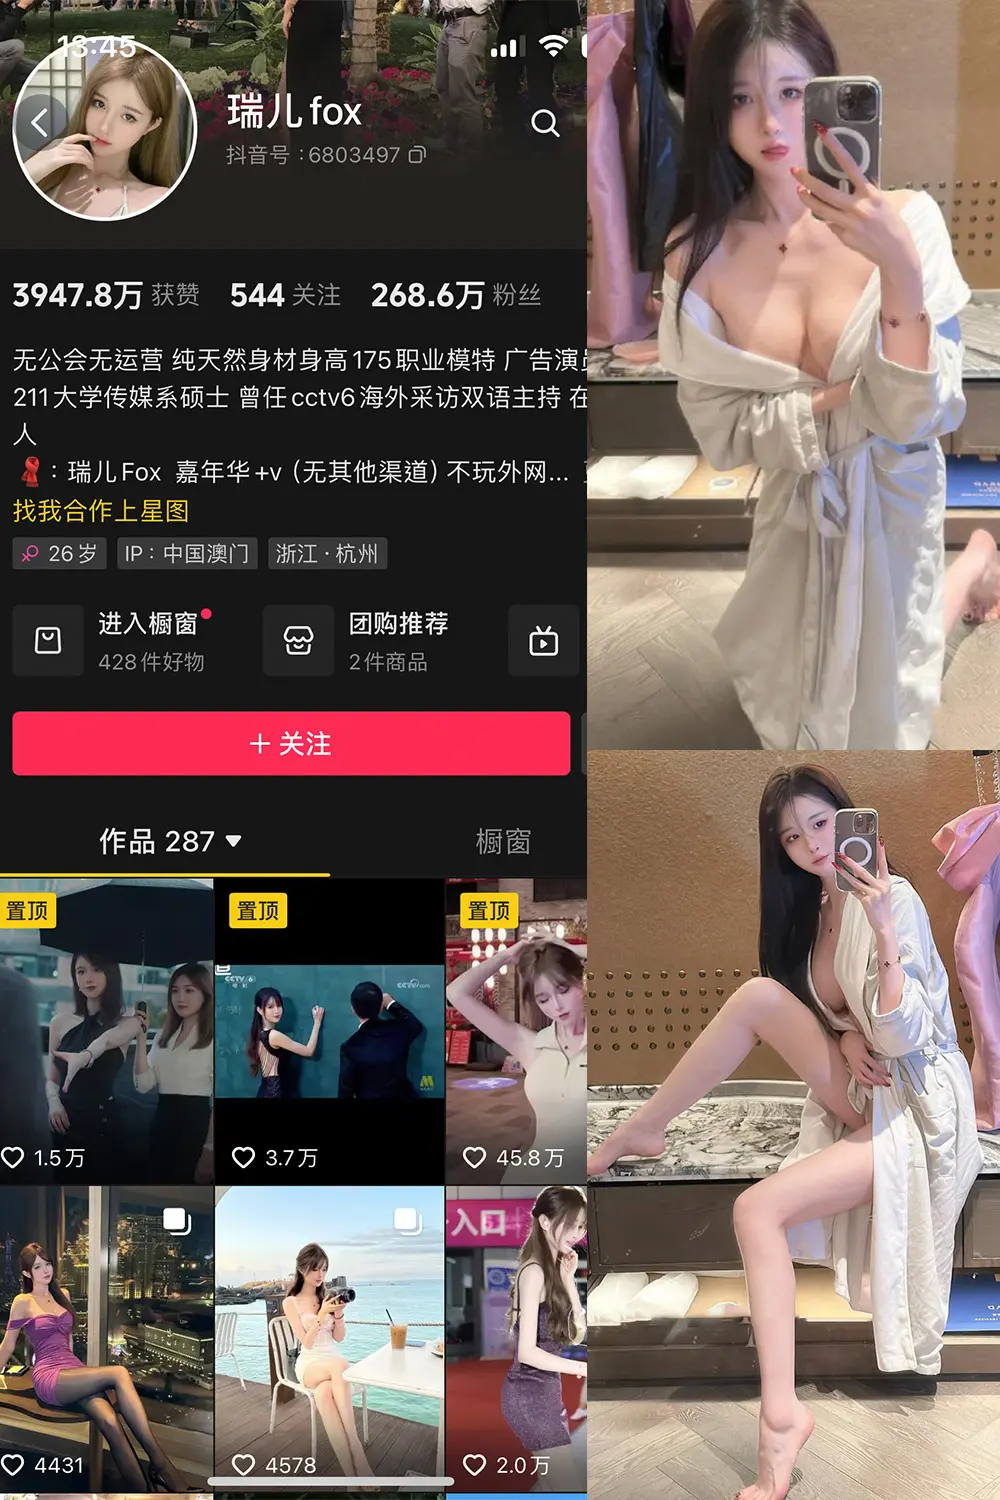 13:45
瑞儿fox
抖音号：6803497
3947.8万 获赞 544 关注 268.6万 粉丝
无公会无运营 纯天然身材身高175职业模特 广告演员
211大学传媒系硕士 曾任cctv6海外采访双语主持 在
人
：瑞儿Fox 嘉年华+v（无其他渠道）不玩外网...
找我合作上星图
26岁 IP：中国澳门 浙江·杭州
进入橱窗
428件好物
团购推荐
2件商品
+ 关注
作品 287 橱窗
置顶 置顶 置顶
CCTV 6
cctv.com
1.5万 3.7万 45.8万
入口
4431 4578 2.0万